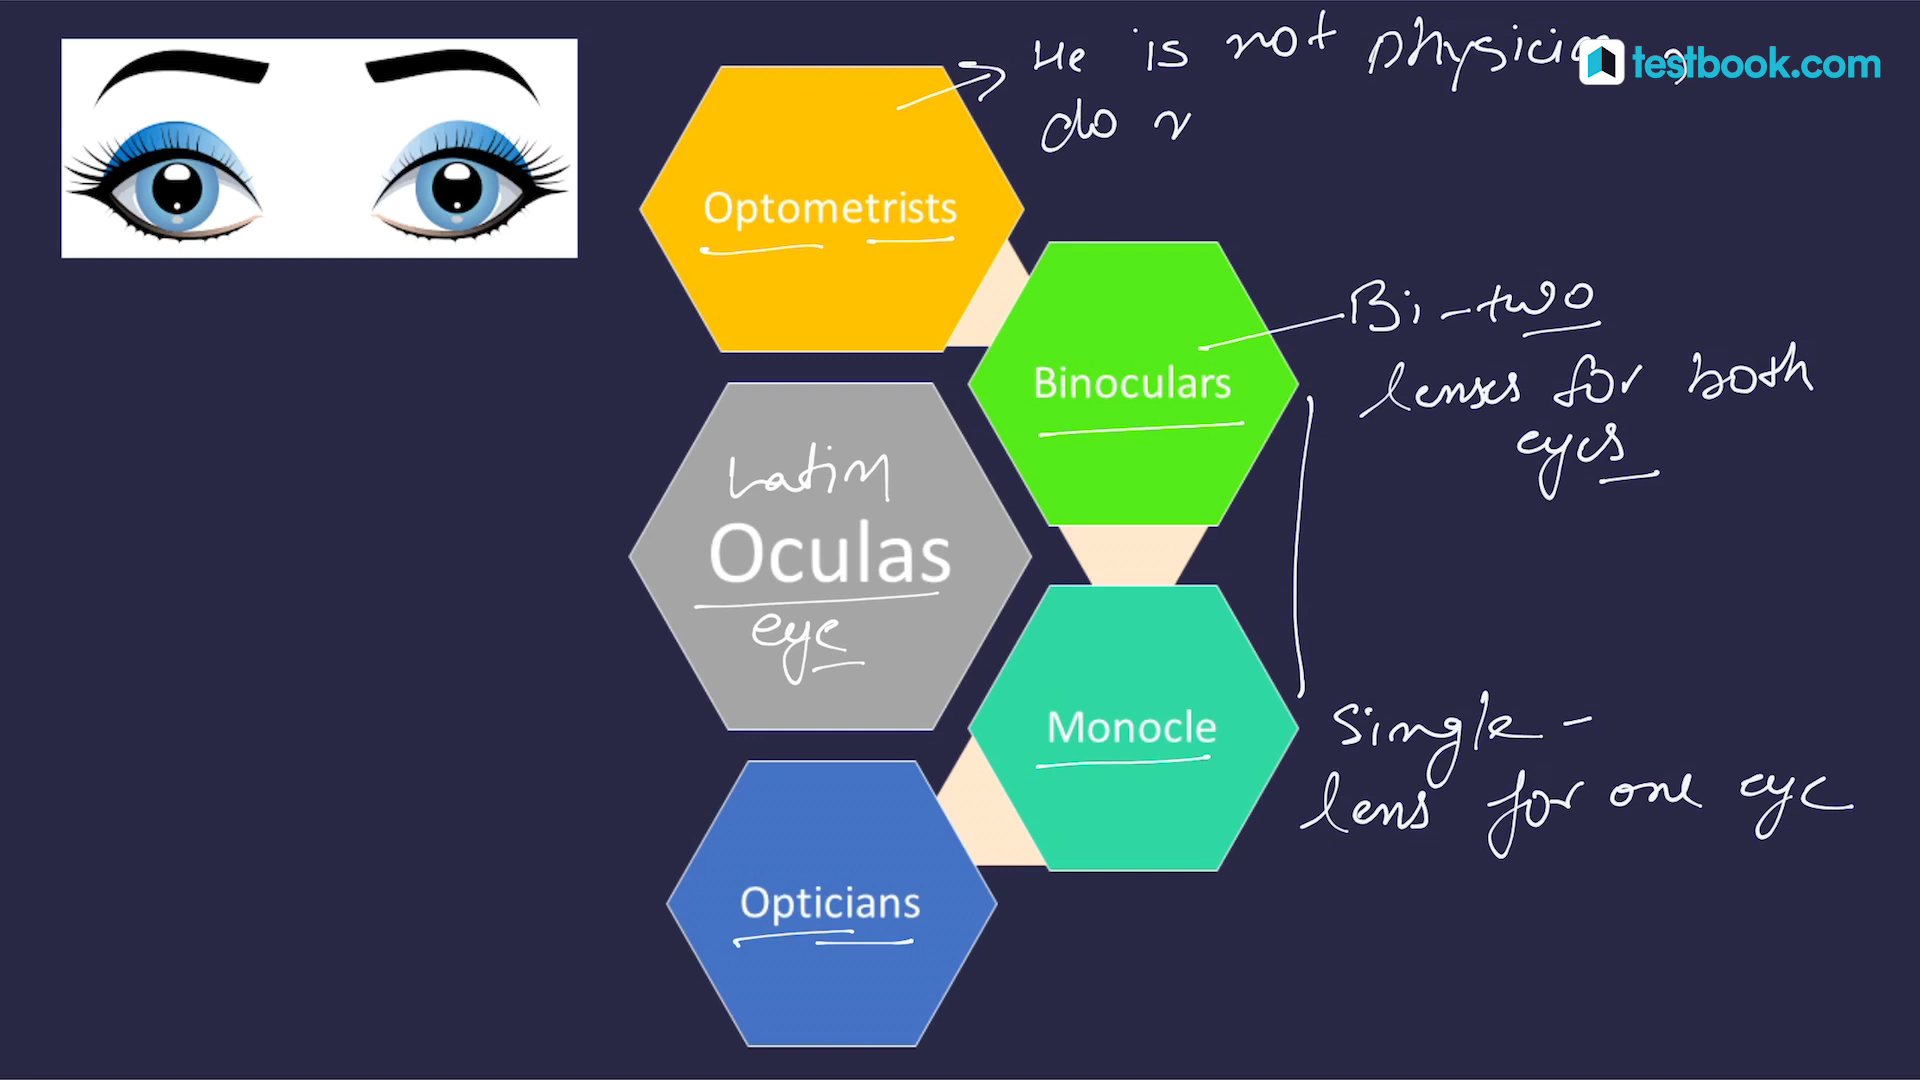 He is not physician
testbook.com
do
Optometrists
Bi - two
lenses for both
eyes
Binoculars
Latin
Oculas
eye
Single -
lens for one eye
Monocle
Opticians